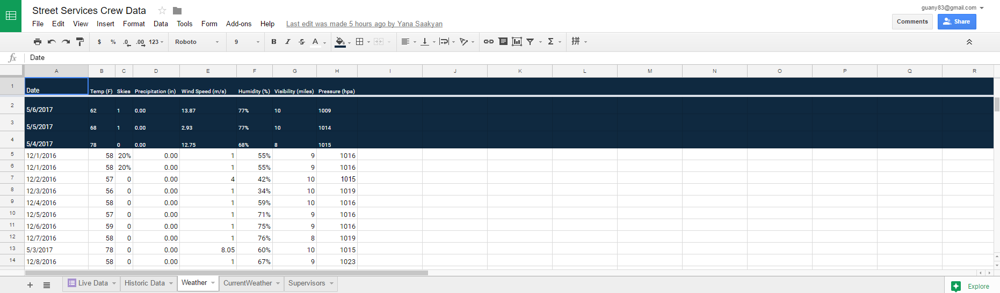 Street Services Crew Data
guany83@gmail.com
File Edit View Insert Format Data Tools Form Add-ons Help Last edit was made 5 hours ago by Yana Saakyan
Comments Share
$ % .0 .00 123 Roboto 9 B I S A Σ 拼
fx Date
A B C D E F G H I J K L M N O P Q R
1 Date Temp (F) Skies Precipitation (in) Wind Speed (m/s) Humidity (%) Visibility (miles) Pressure (hpa)
2 5/6/2017 62 1 0.00 13.87 77% 10 1009
3 5/5/2017 68 1 0.00 2.93 77% 10 1014
4 5/4/2017 78 0 0.00 12.75 68% 8 1015
5 12/1/2016 58 20% 0.00 1 55% 9 1016
6 12/1/2016 58 20% 0.00 1 55% 9 1016
7 12/2/2016 57 0 0.00 4 42% 10 1015
8 12/3/2016 56 0 0.00 1 34% 10 1019
9 12/4/2016 58 0 0.00 1 59% 10 1016
10 12/5/2016 57 0 0.00 1 71% 9 1016
11 12/6/2016 59 0 0.00 1 75% 9 1016
12 12/7/2016 58 0 0.00 1 76% 8 1019
13 5/3/2017 78 0 0.00 8.05 60% 10 1015
14 12/8/2016 58 0 0.00 1 67% 9 1023
Live Data Historic Data Weather CurrentWeather Supervisors
Explore